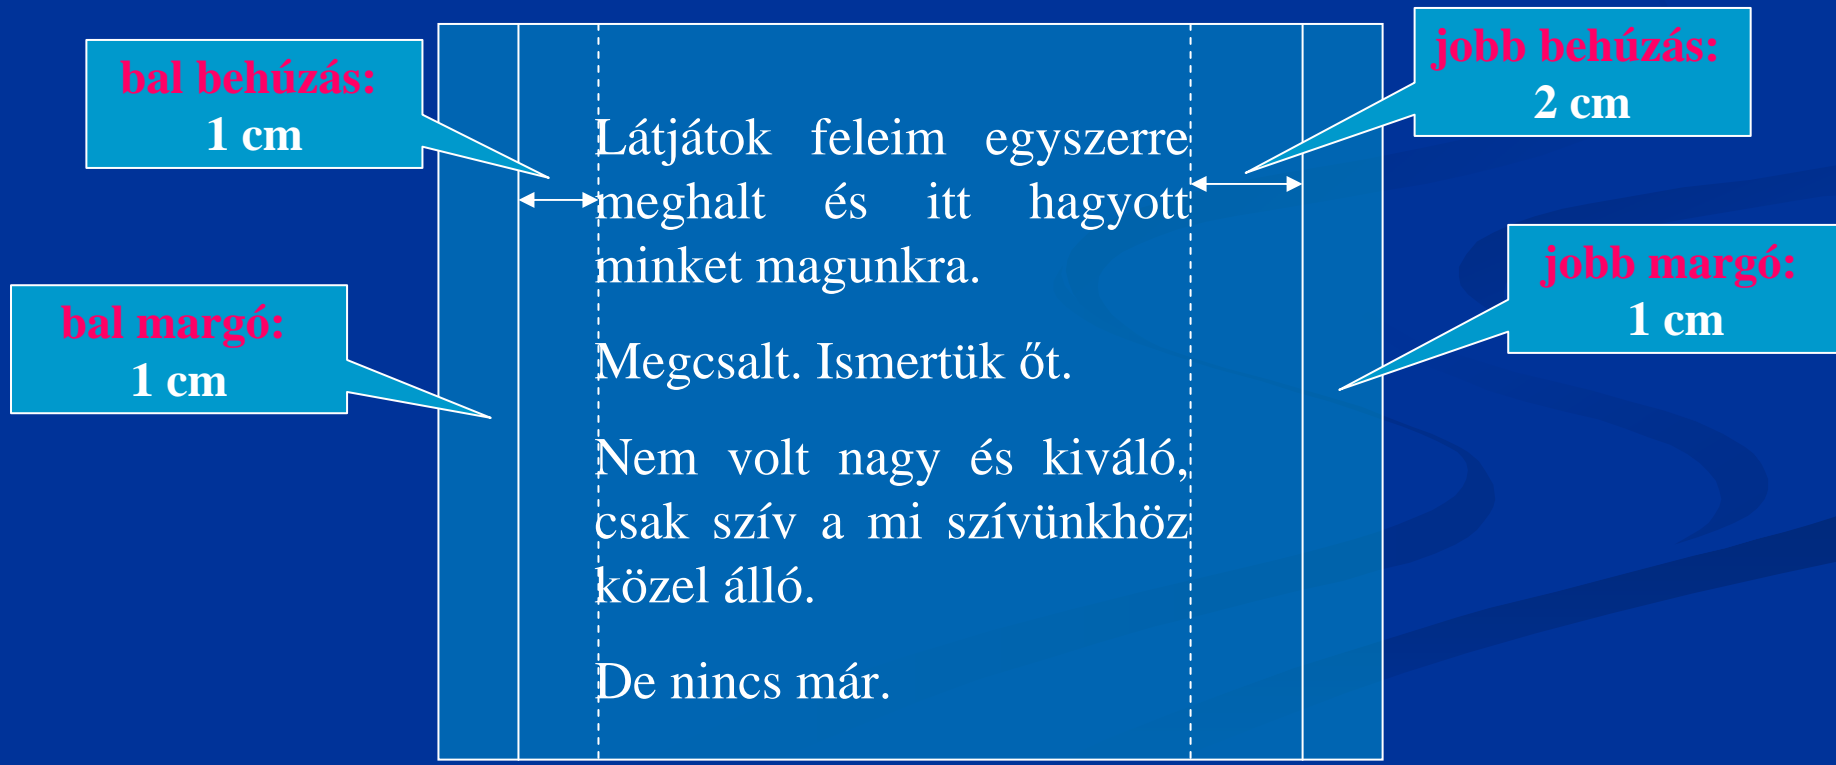 bal behúzás:
1 cm
jobb behúzás:
2 cm
Látjátok feleim egyszerre
meghalt és itt hagyott
minket magunkra.
jobb margó:
1 cm
bal margó:
1 cm
Megcsalt. Ismertük őt.
Nem volt nagy és kiváló,
csak szív a mi szívünkhöz
közel álló.
De nincs már.